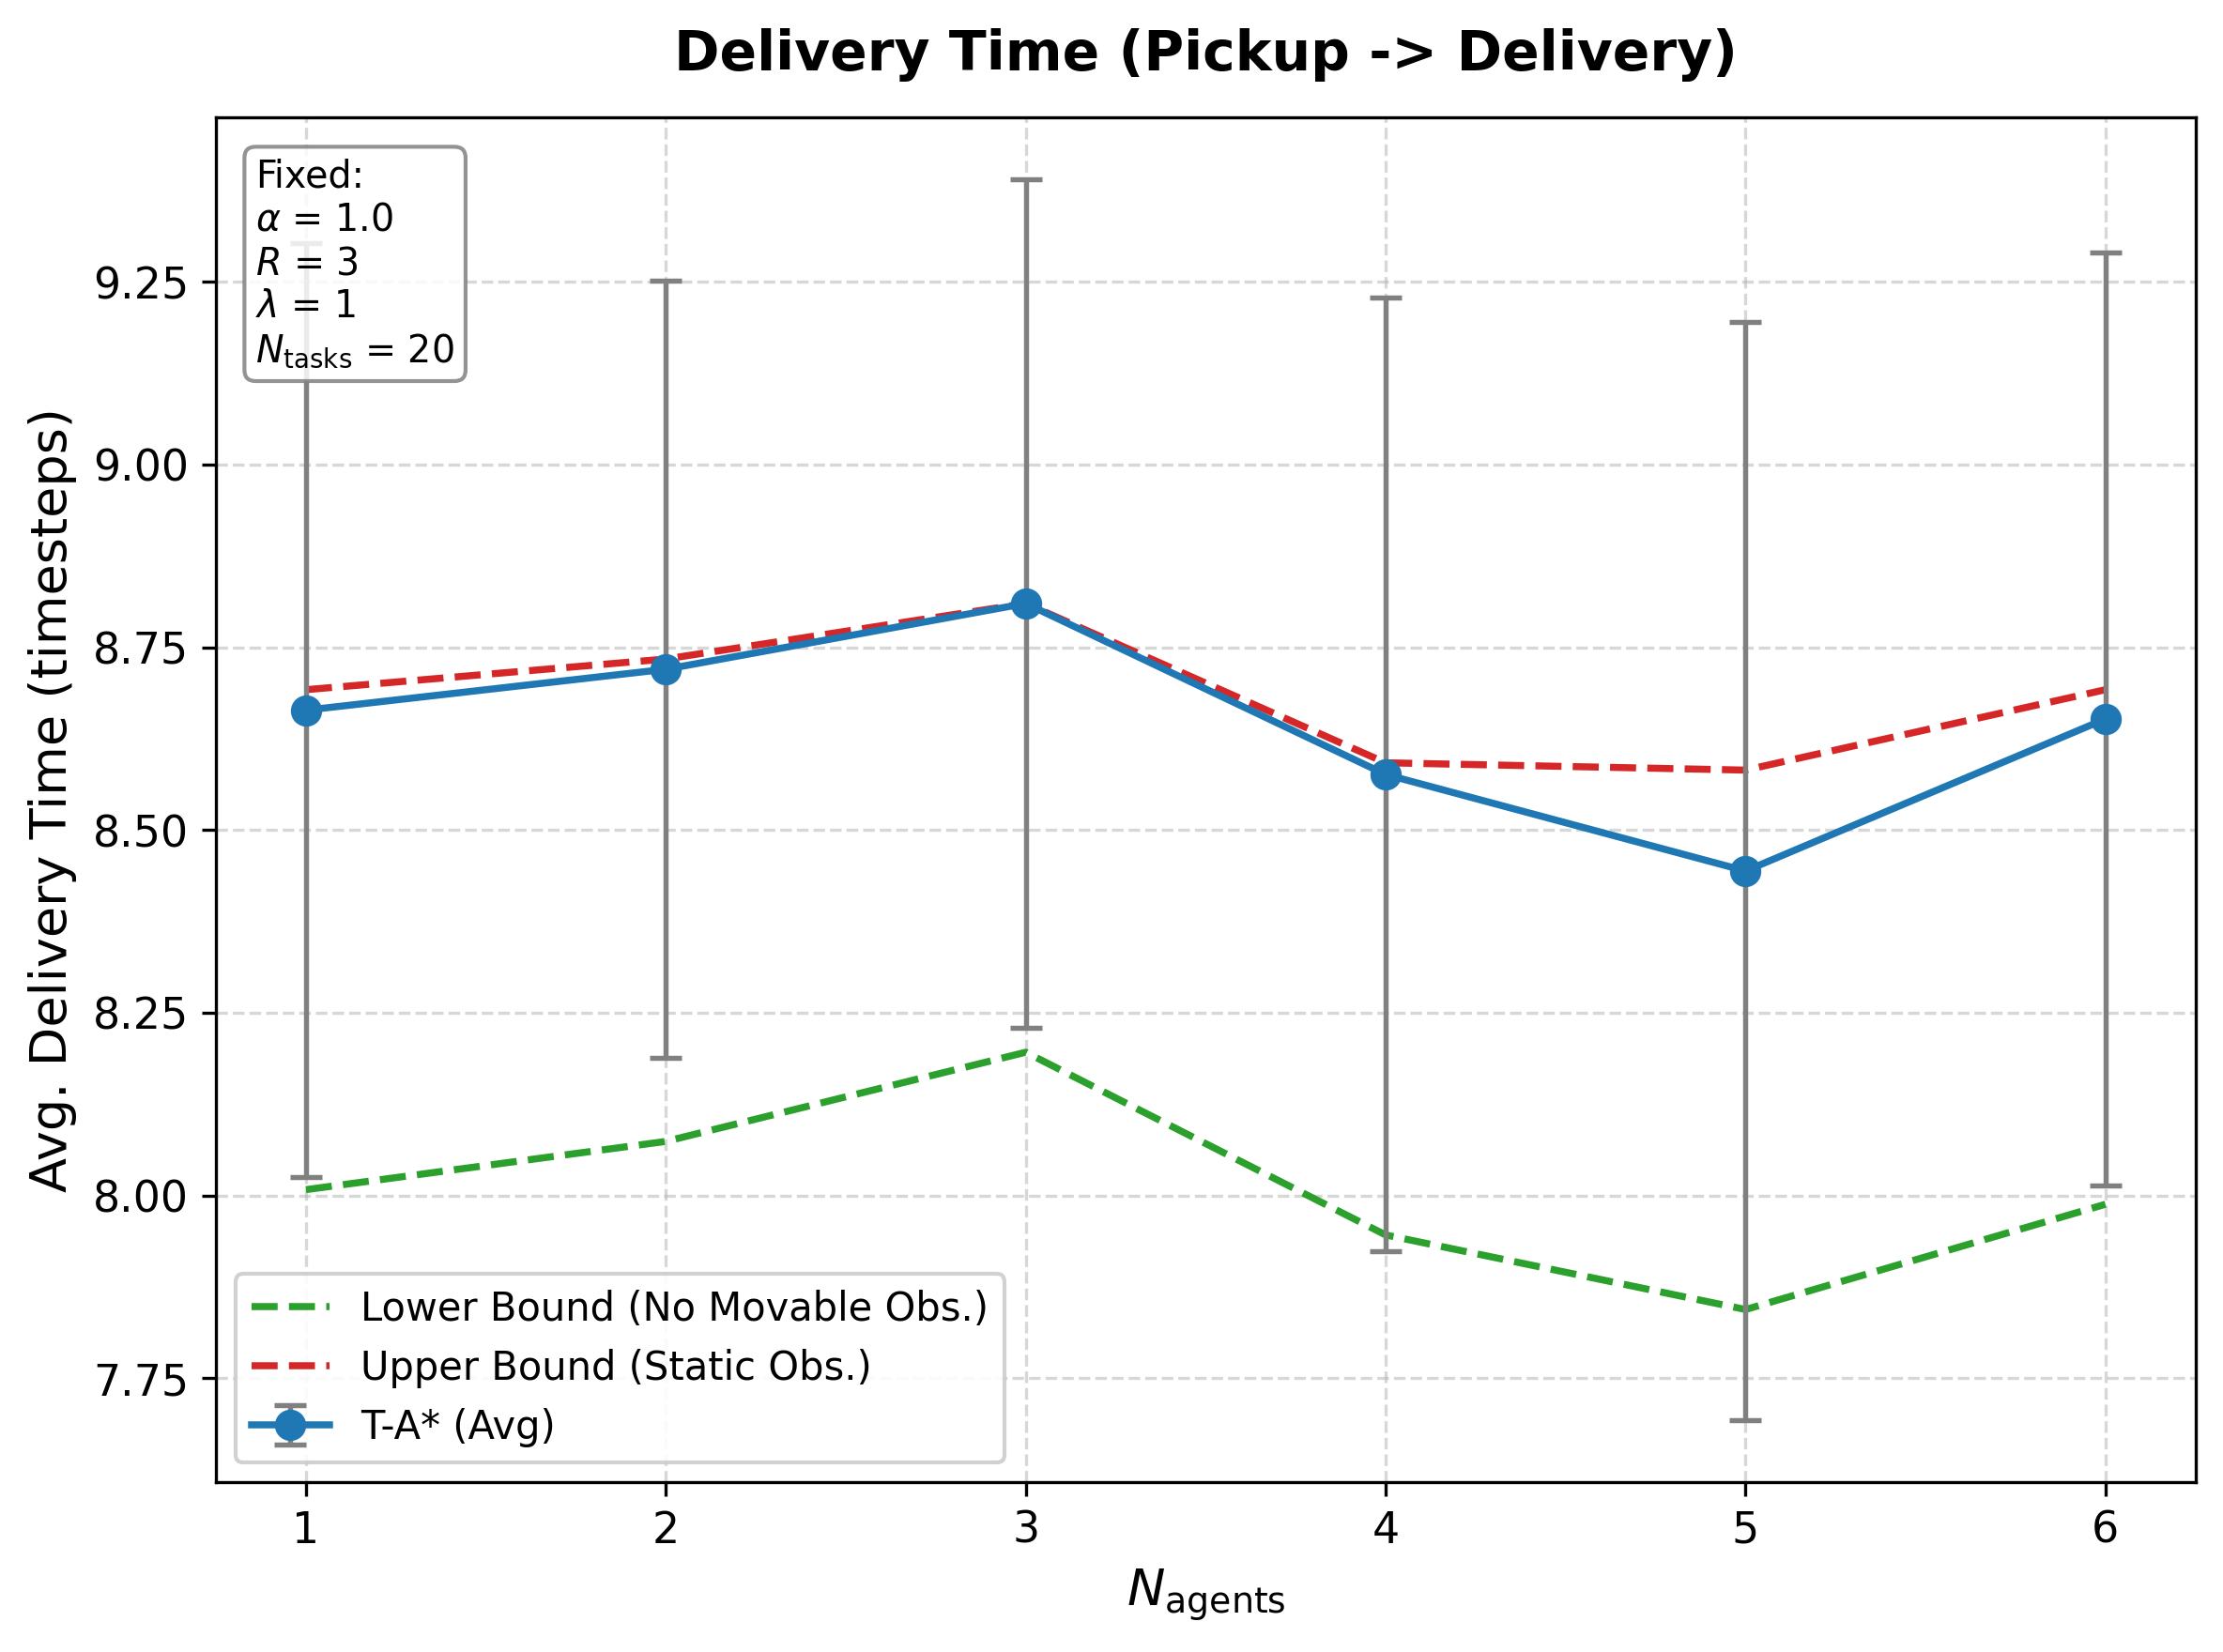 Delivery Time (Pickup -> Delivery)
Fixed:
α = 1.0
R = 3
λ = 1
N_tasks = 20
Avg. Delivery Time (timesteps)
9.25
9.00
8.75
8.50
8.25
8.00
7.75
Lower Bound (No Movable Obs.)
Upper Bound (Static Obs.)
T-A* (Avg)
1 2 3 4 5 6
N_agents